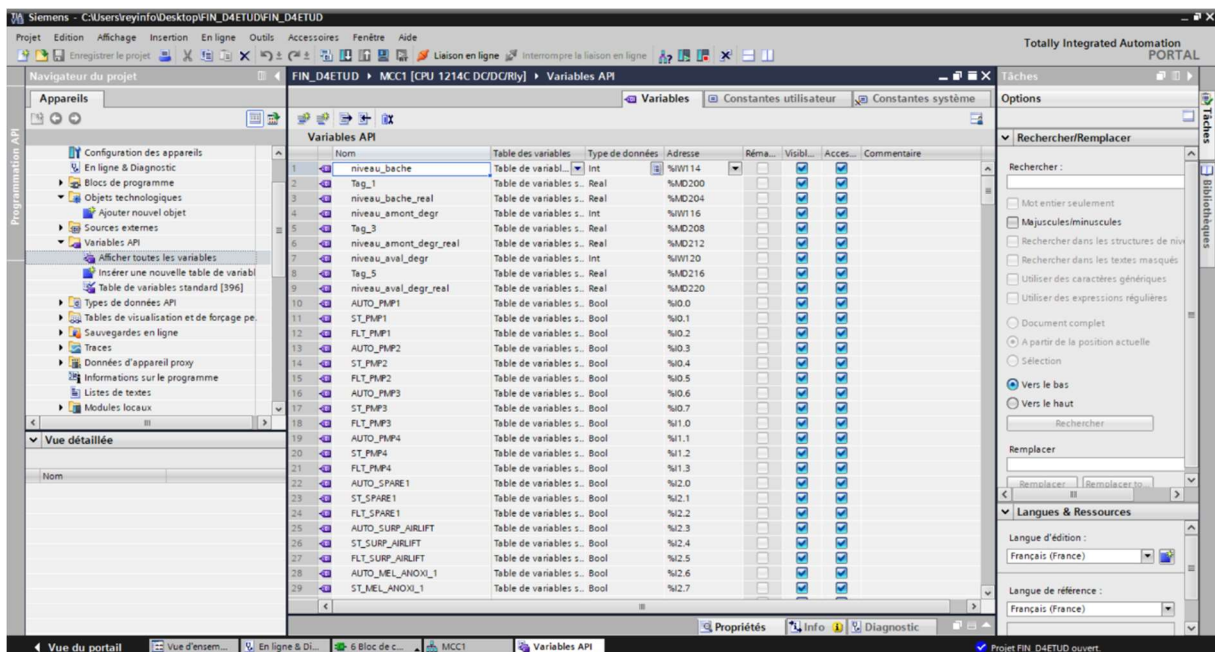 Siemens - C:\Users\reyinfo\Desktop\FIN_D4ETUD\FIN_D4ETUD
Projet Edition Affichage Insertion En ligne Outils Accessoires Fenêtre Aide
Totally Integrated Automation
PORTAL
Enregistrer le projet Liaison en ligne Interrompre la liaison en ligne
Navigateur du projet
FIN_D4ETUD MCC1 [CPU 1214C DC/DC/Rly] Variables API
Tâches
Appareils
Variables Constantes utilisateur Constantes système
Options
Programmation API
Configuration des appareils
En ligne & Diagnostic
Blocs de programme
Objets technologiques
Ajouter nouvel objet
Sources externes
Variables API
Afficher toutes les variables
Insérer une nouvelle table de variabl
Table de variables standard [396]
Types de données API
Tables de visualisation et de forçage pe.
Sauvegardes en ligne
Traces
Données d'appareil proxy
Informations sur le programme
Listes de textes
Modules locaux
Vue détaillée
Nom
Variables API
Nom Table des variables Type de données Adresse Réma... Visibl... Acces... Commentaire
1 niveau_bache Table de variabl... Int %IW114
2 Tag_1 Table de variables s.. Real %MD200
3 niveau_bache_real Table de variables s.. Real %MD204
4 niveau_amont_degr Table de variables s.. Int %IW116
5 Tag_3 Table de variables s.. Real %MD208
6 niveau_amont_degr_real Table de variables s.. Real %MD212
7 niveau_aval_degr Table de variables s.. Int %IW120
8 Tag_5 Table de variables s.. Real %MD216
9 niveau_aval_degr_real Table de variables s.. Real %MD220
10 AUTO_PMP1 Table de variables s.. Bool %I0.0
11 ST_PMP1 Table de variables s.. Bool %I0.1
12 FLT_PMP1 Table de variables s.. Bool %I0.2
13 AUTO_PMP2 Table de variables s.. Bool %I0.3
14 ST_PMP2 Table de variables s.. Bool %I0.4
15 FLT_PMP2 Table de variables s.. Bool %I0.5
16 AUTO_PMP3 Table de variables s.. Bool %I0.6
17 ST_PMP3 Table de variables s.. Bool %I0.7
18 FLT_PMP3 Table de variables s.. Bool %I1.0
19 AUTO_PMP4 Table de variables s.. Bool %I1.1
20 ST_PMP4 Table de variables s.. Bool %I1.2
21 FLT_PMP4 Table de variables s.. Bool %I1.3
22 AUTO_SPARE1 Table de variables s.. Bool %I2.0
23 ST_SPARE1 Table de variables s.. Bool %I2.1
24 FLT_SPARE1 Table de variables s.. Bool %I2.2
25 AUTO_SURP_AIRLIFT Table de variables s.. Bool %I2.3
26 ST_SURP_AIRLIFT Table de variables s.. Bool %I2.4
27 FLT_SURP_AIRLIFT Table de variables s.. Bool %I2.5
28 AUTO_MEL_ANOXI_1 Table de variables s.. Bool %I2.6
29 ST_MEL_ANOXI_1 Table de variables s.. Bool %I2.7
Rechercher/Remplacer
Rechercher :
Mot entier seulement
Majuscules/minuscules
Rechercher dans les structures de nive
Rechercher dans les textes masqués
Utiliser des caractères génériques
Utiliser des expressions régulières
Document complet
A partir de la position actuelle
Sélection
Vers le bas
Vers le haut
Rechercher
Remplacer
Remplacer Remplacer to...
Langues & Ressources
Langue d'édition :
Français (France)
Langue de référence :
Français (France)
Tâches
Bibliothèques
Propriétés Info Diagnostic
Vue du portail Vue d'ensem... En ligne & Di... 6 Bloc de c... MCC1 Variables API
Projet FIN_D4ETUD ouvert.